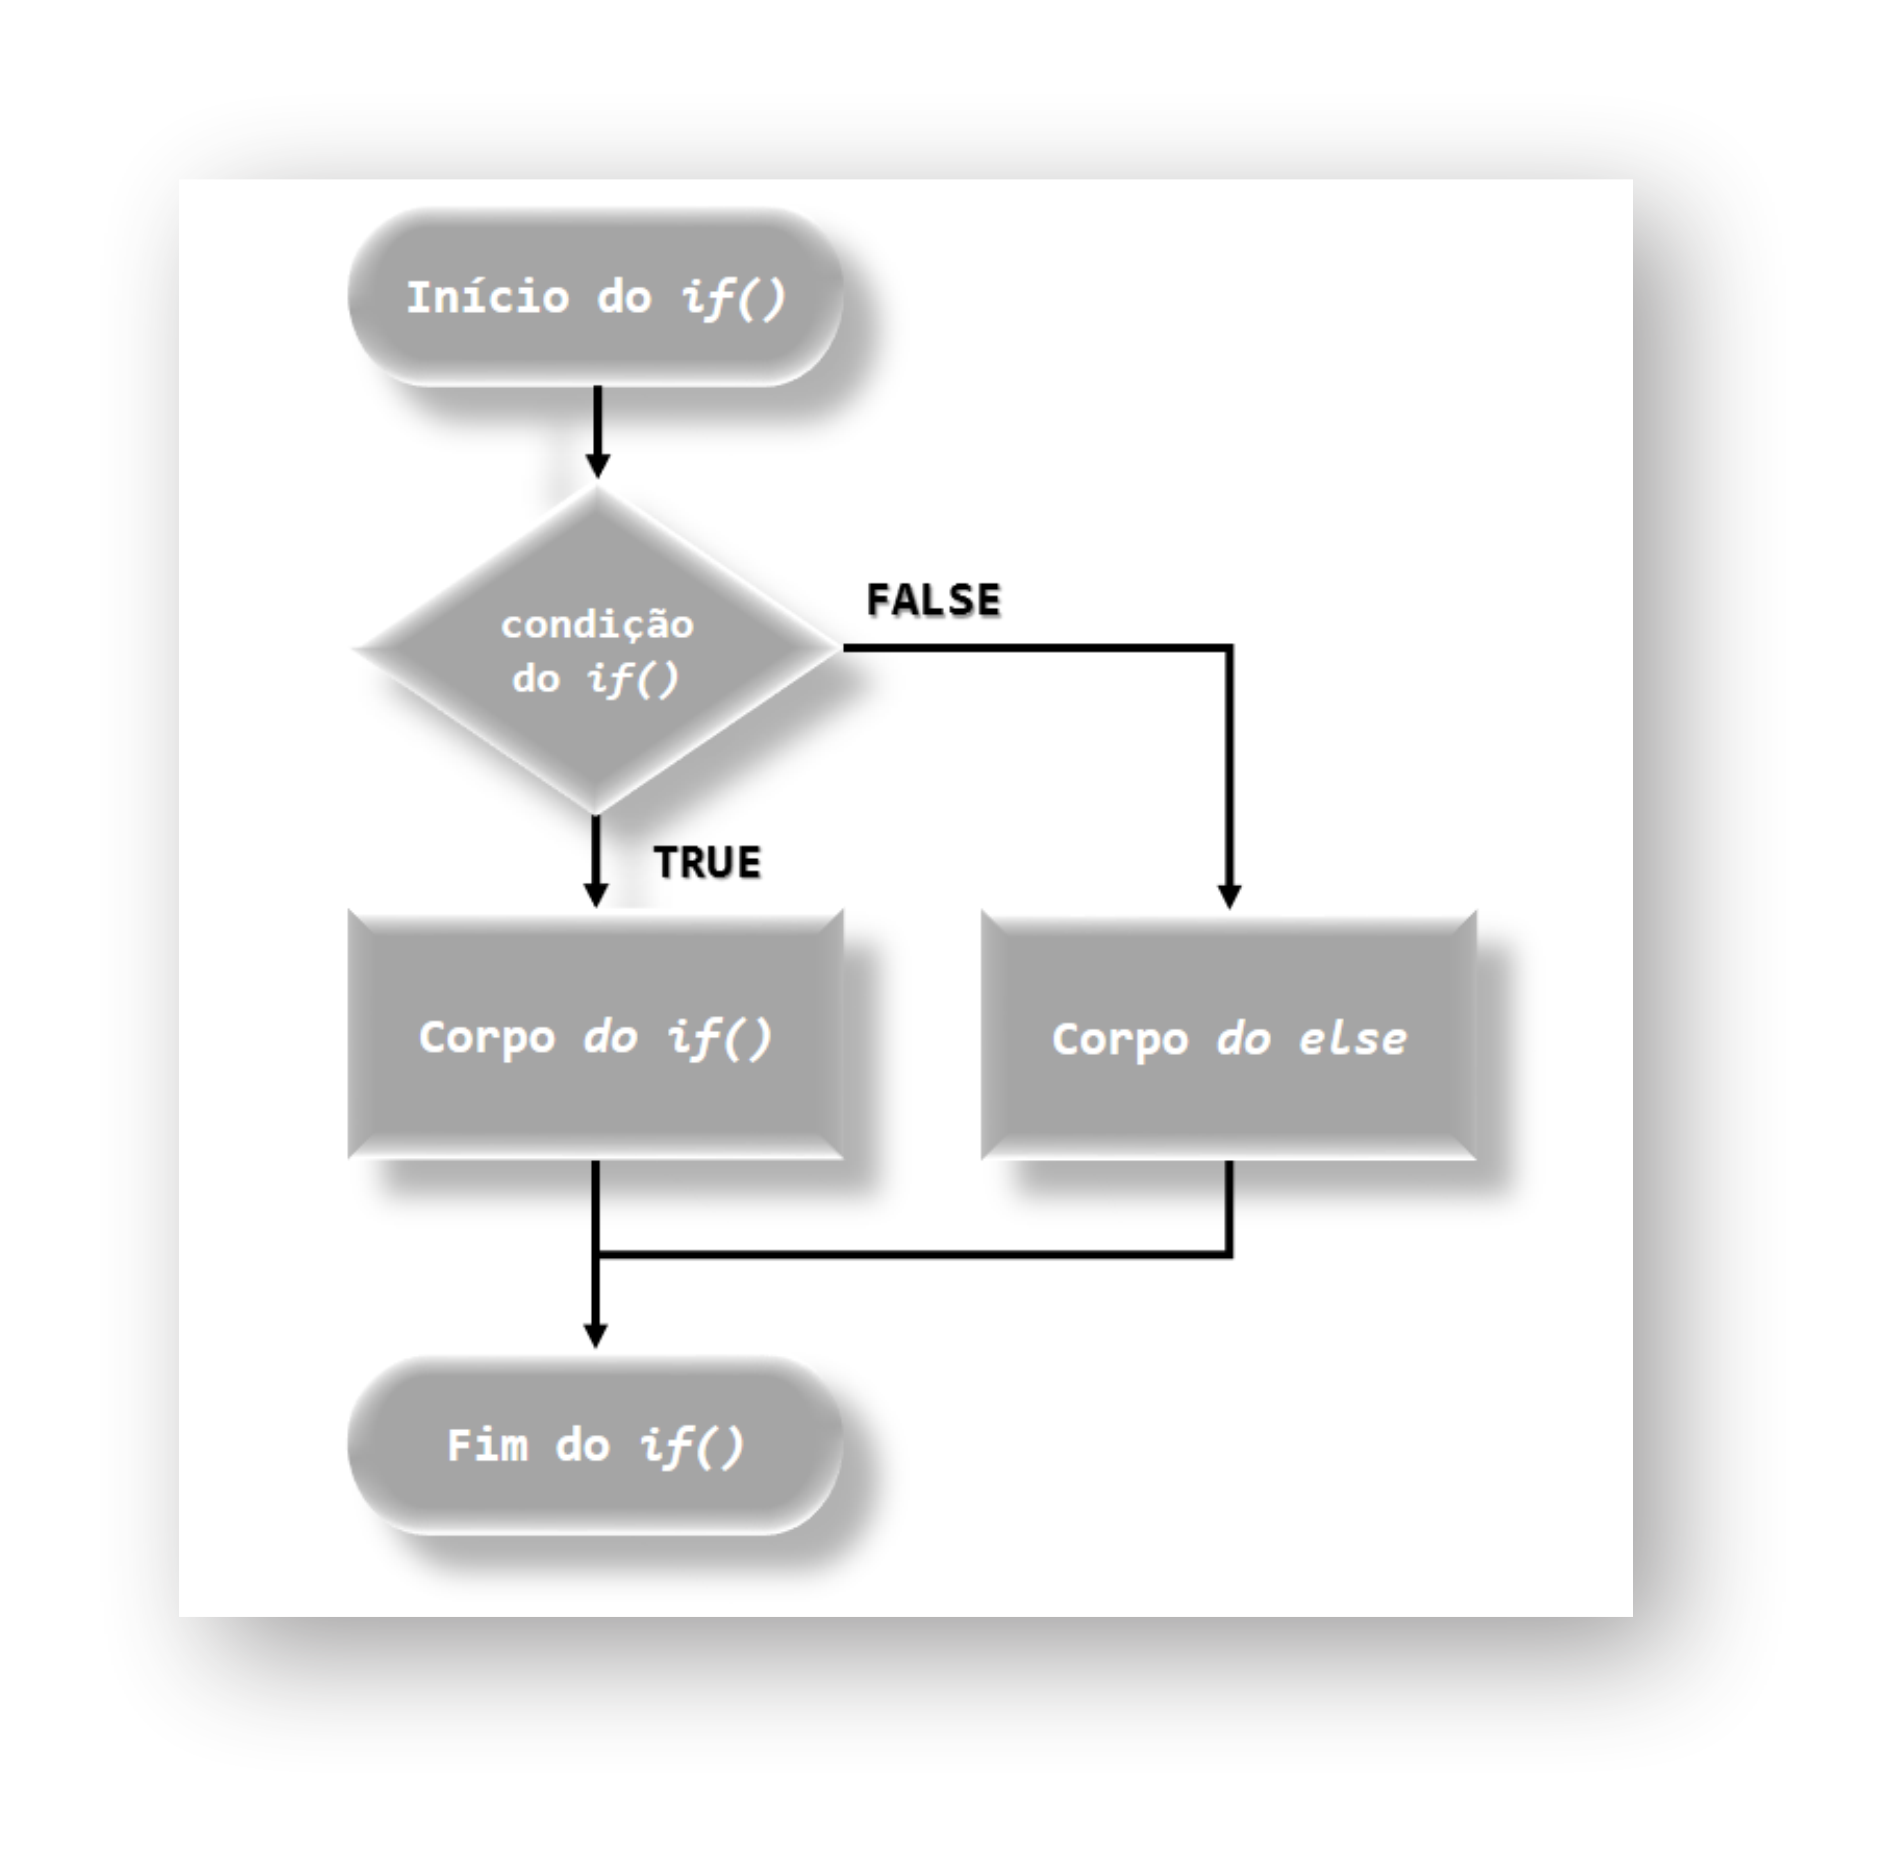 Início do if()
FALSE
condição
do if()
TRUE
Corpo do if()
Corpo do else
Fim do if()